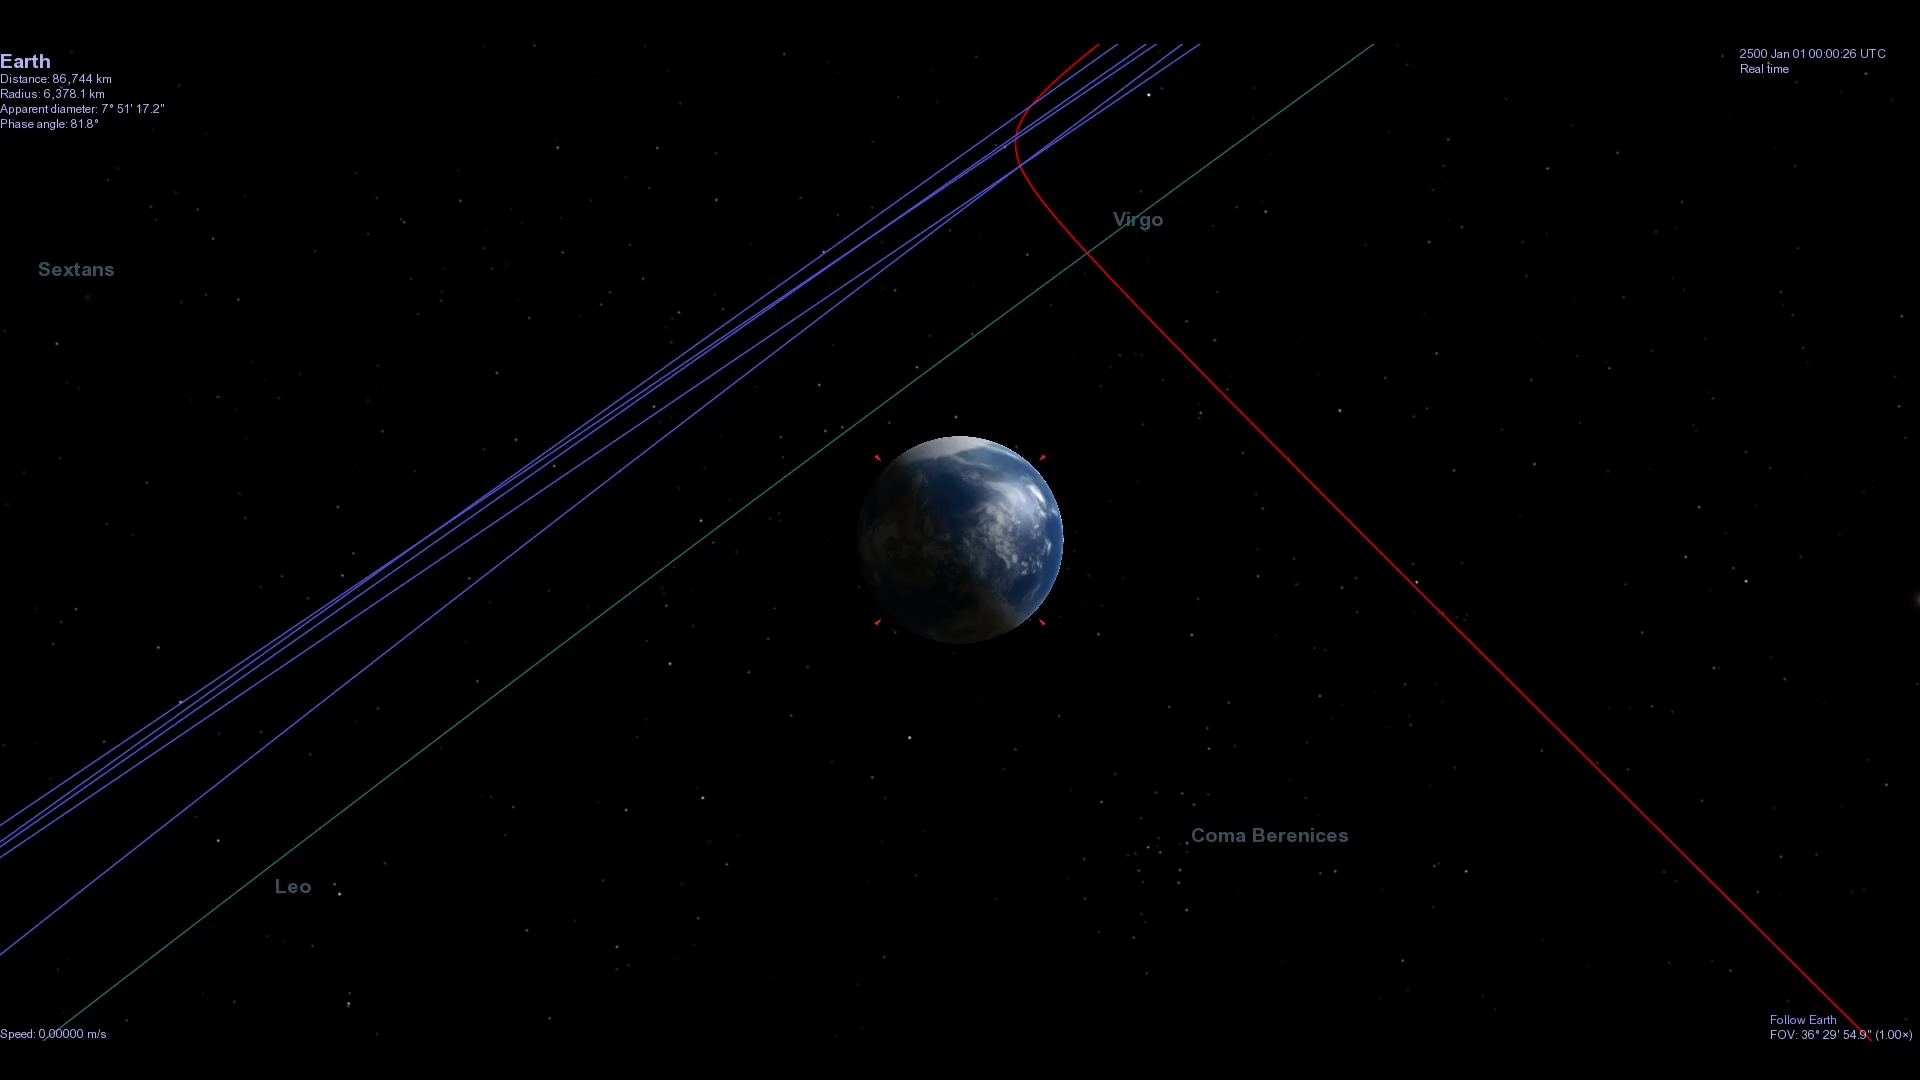 Earth
Distance: 86,744 km
Radius: 6,378.1 km
Apparent diameter: 7° 51' 17.2"
Phase angle: 81.8°
2500 Jan 01 00:00:26 UTC
Real time
Virgo
Sextans
Coma Berenices
Leo
Speed: 0.00000 m/s
Follow Earth
FOV: 36° 29' 54.9" (1.00×)